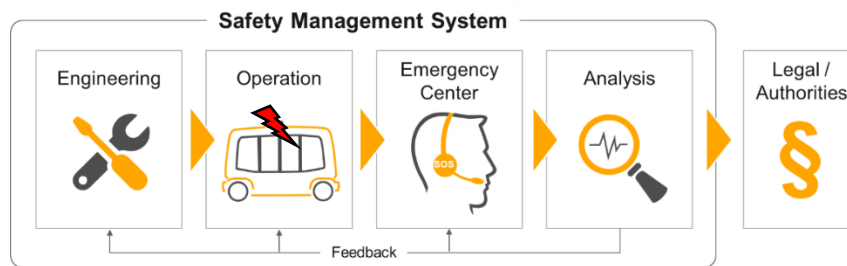 Safety Management System
Engineering
Operation
Emergency
Center
SOS
Analysis
Legal /
Authorities
§
Feedback